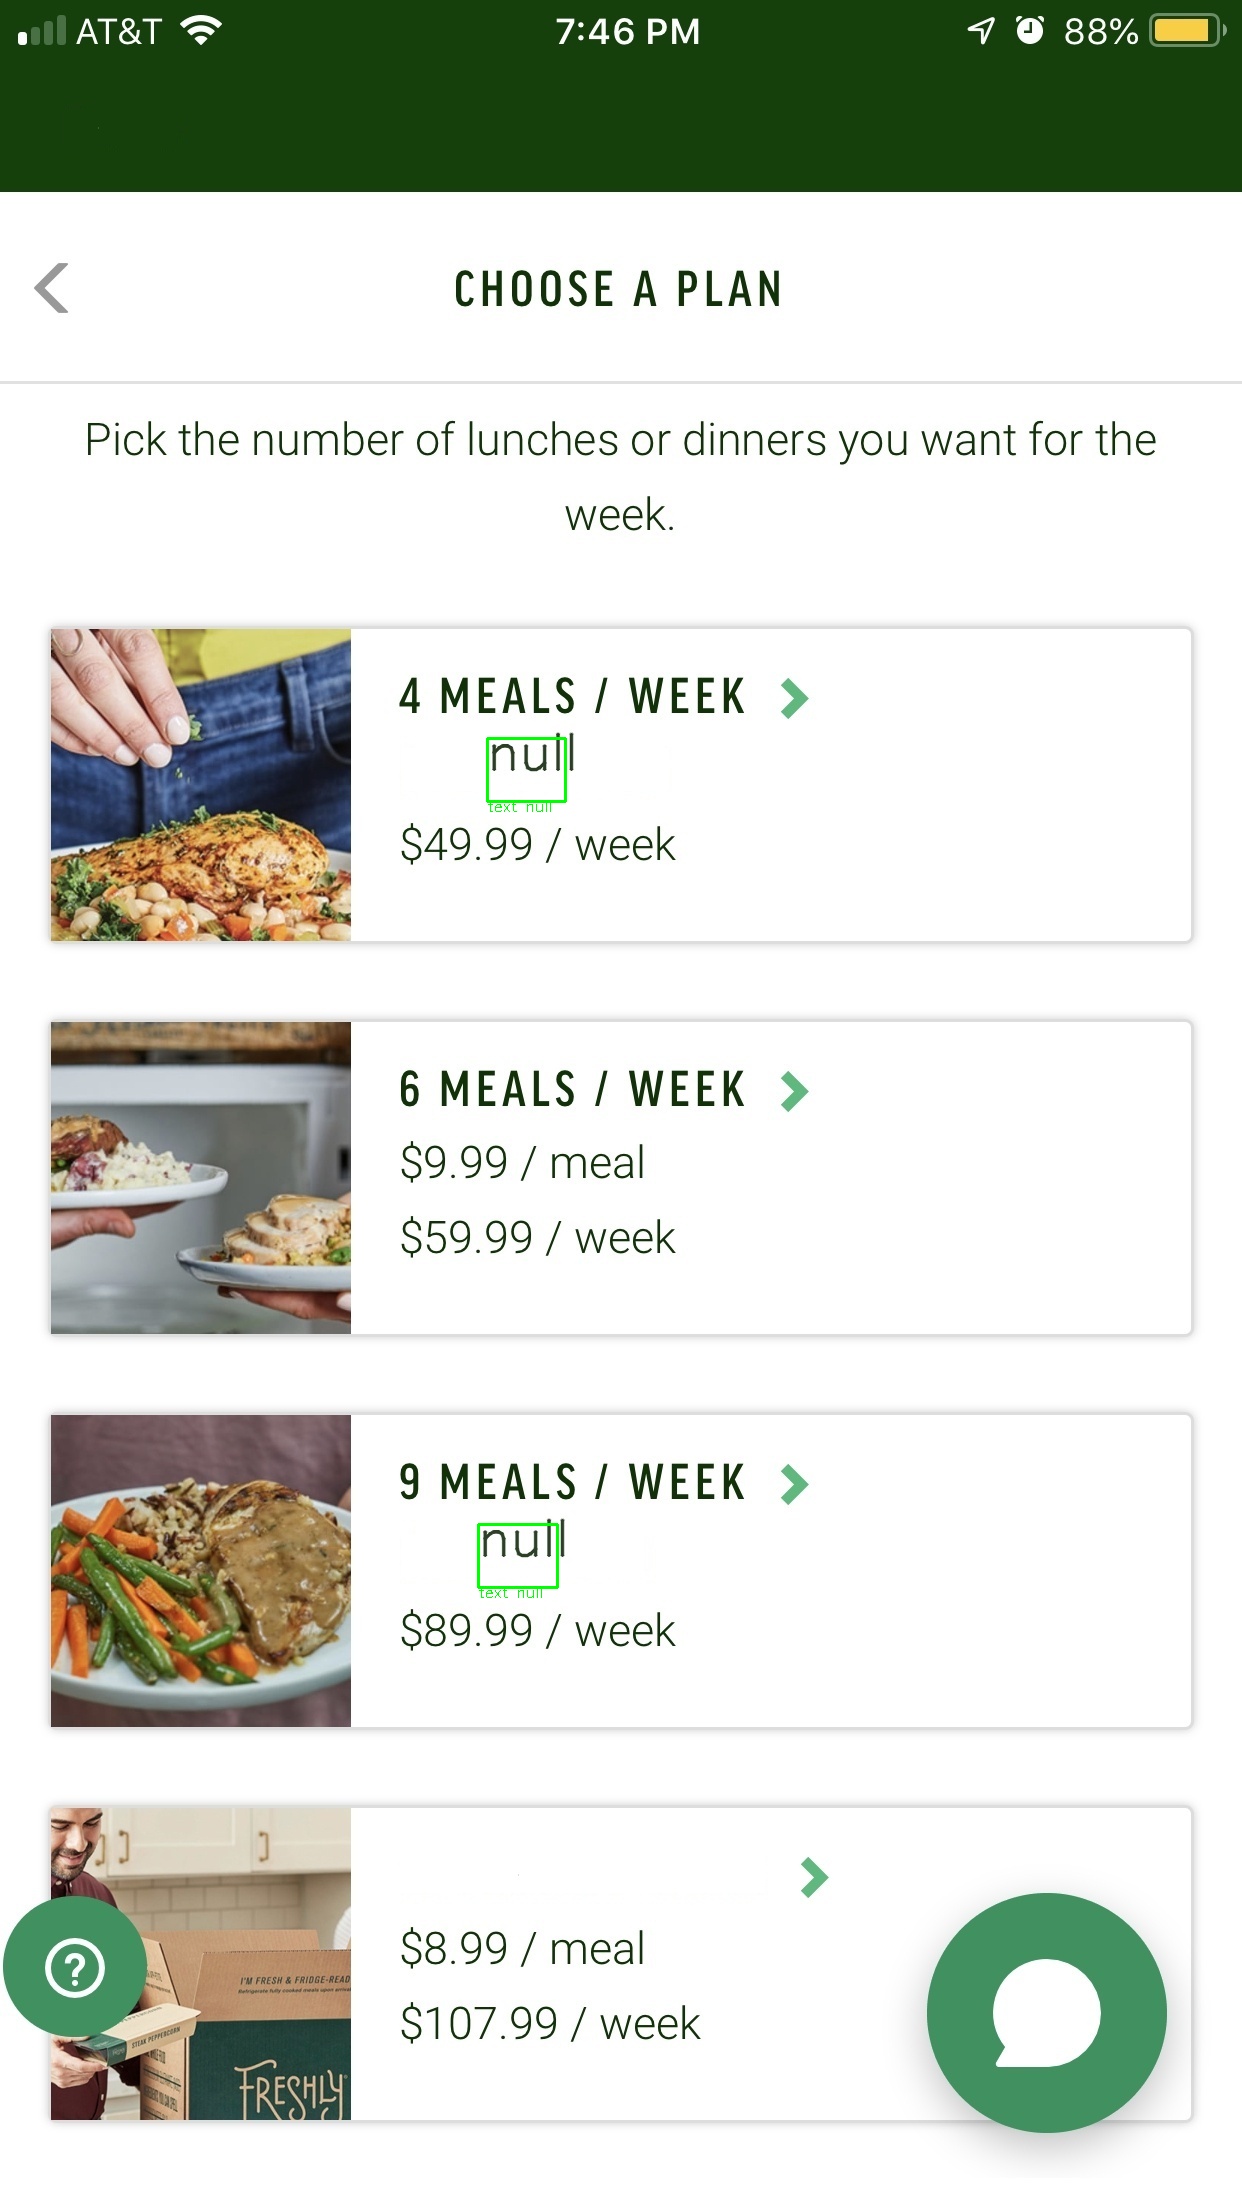 AT&T 7:46 PM 88%
CHOOSE A PLAN
Pick the number of lunches or dinners you want for the
week.
4 MEALS / WEEK
null
text null
$49.99 / week
6 MEALS / WEEK
$9.99 / meal
$59.99 / week
9 MEALS / WEEK
null
text null
$89.99 / week
$8.99 / meal
$107.99 / week
I'M FRESH & FRIDGE-READ
STEAK PEPPERCORN
FRESHLY